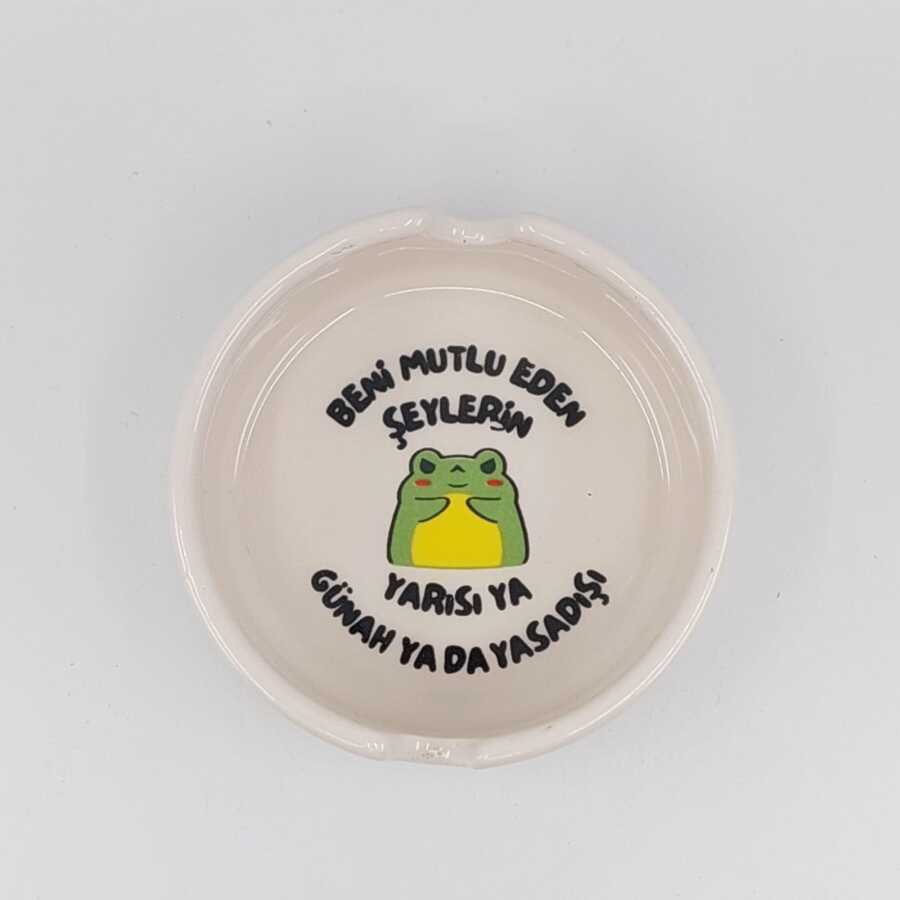 BENİ MUTLU EDEN
ŞEYLERİN
YARISI YA
GÜNAH YA DA YASADIŞI